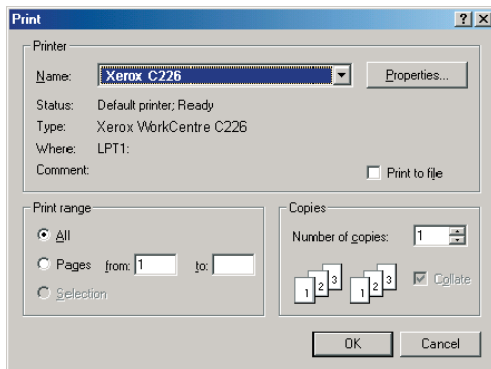 Print
Printer
Name: Xerox C226 Properties...
Status: Default printer; Ready
Type: Xerox WorkCentre C226
Where: LPT1:
Comment: Print to file
Print range
All
Pages from: 1 to:
Selection
Copies
Number of copies: 1
1 2 3 1 2 3 Collate
OK Cancel